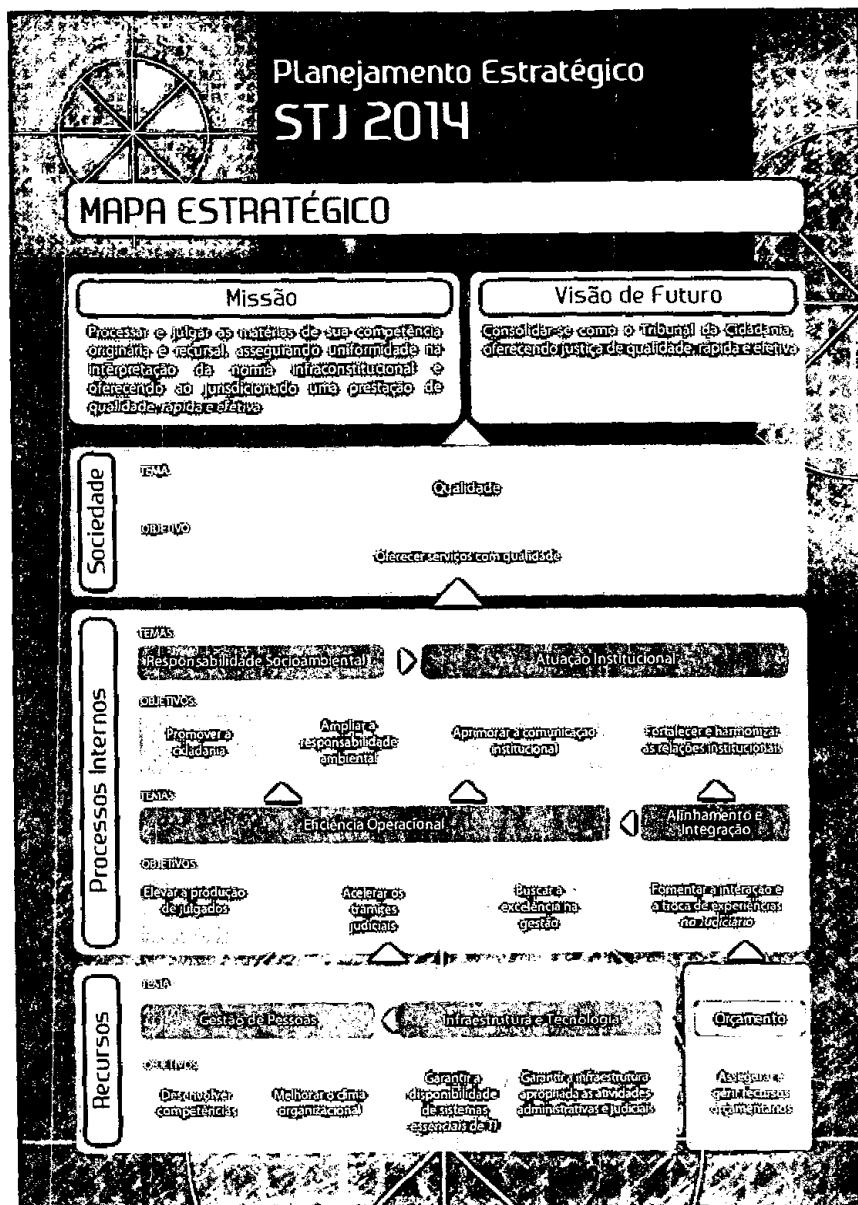 Planejamento Estratégico
STJ 2014
MAPA ESTRATÉGICO
Missão
Processar e julgar as matérias de sua competência
originária e recursal, assegurando uniformidade na
interpretação da norma infraconstitucional e
oferecendo ao jurisdicionado uma prestação de
qualidade, rápida e efetiva
Visão de Futuro
Consolidar-se como o Tribunal da Cidadania,
oferecendo justiça de qualidade, rápida e efetiva
Sociedade
TEMA:
Qualidade
OBJETIVO
Oferecer serviços com qualidade
Processos Internos
TEMAS:
Responsabilidade Socioambiental
Atuação Institucional
OBJETIVOS:
Promover a
cidadania
Ampliar a
responsabilidade
ambiental
Aprimorar a comunicação
institucional
Fortalecer e harmonizar
as relações institucionais
TEMAS:
Eficiência Operacional
Alinhamento e
Integração
OBJETIVOS:
Elevar a produção
de julgados
Acelerar os
trâmites
judiciais
Buscar a
excelência na
gestão
Fomentar a interação e
a troca de experiências
no Judiciário
Recursos
TEMA:
Gestão de Pessoas
Infraestrutura e Tecnologia
Orçamento
OBJETIVOS:
Desenvolver
competências
Melhorar o clima
organizacional
Garantir a
disponibilidade
de sistemas
essenciais de TI
Garantir infraestrutura
apropriada às atividades
administrativas e judiciais
Assegurar e
gerir recursos
orçamentários